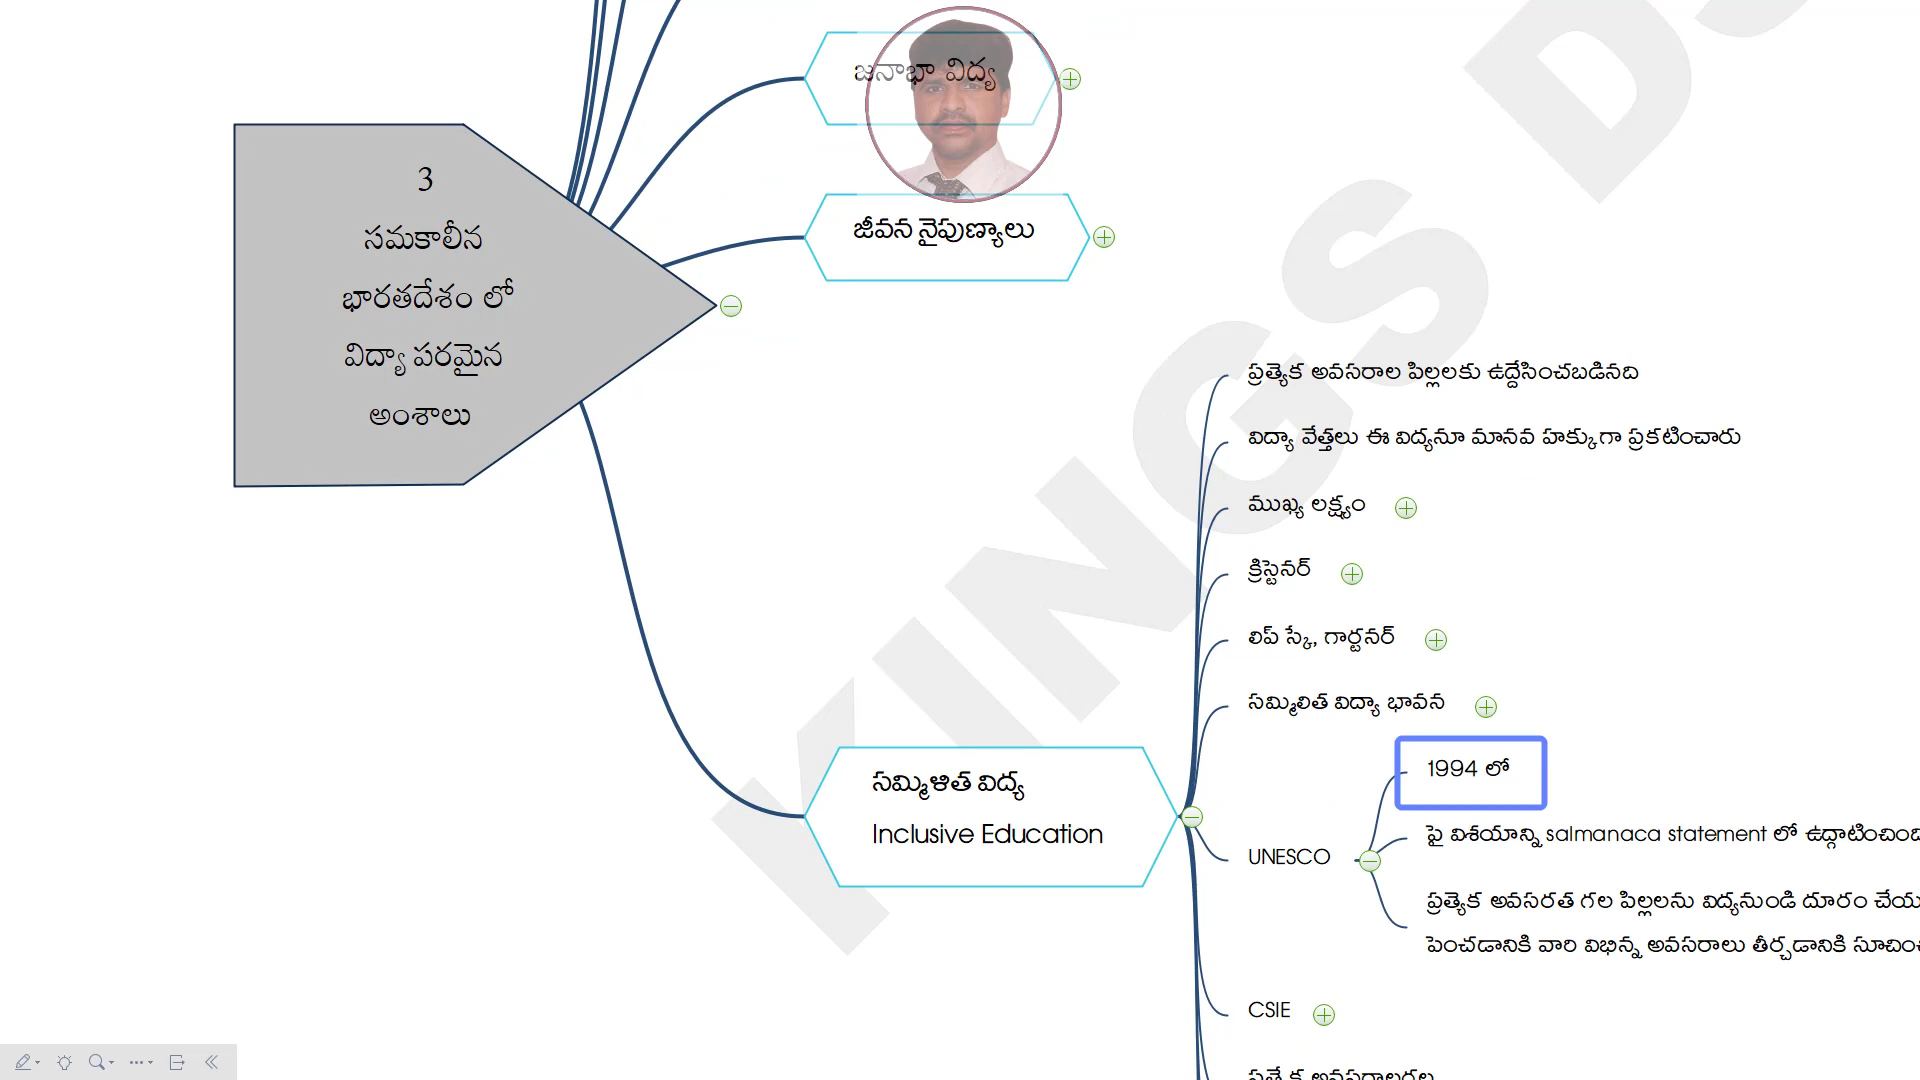 జనాభా విద్య
3
సమకాలీన
భారతదేశం లో
విద్యా పరమైన
అంశాలు
జీవన నైపుణ్యాలు
ప్రత్యెక అవసరాల పిల్లలకు ఉద్దేసించబడినది
విద్యా వేత్తలు ఈ విద్యనూ మానవ హక్కుగా ప్రకటించారు
ముఖ్య లక్ష్యం
క్రిస్టెనర్
లిప్ స్కే, గార్టనర్
సమ్మిలిత విద్యా భావన
సమ్మిళిత విద్య
Inclusive Education
1994 లో
UNESCO
పై విశయాన్ని salmanaca statement లో ఉద్గాటించింది
ప్రత్యెక అవసరత గల పిల్లలను విద్యనుండి దూరం
పెంచడానికి వారి విభిన్న అవసరాలు తీర్చడానికి
CSIE
KINGS